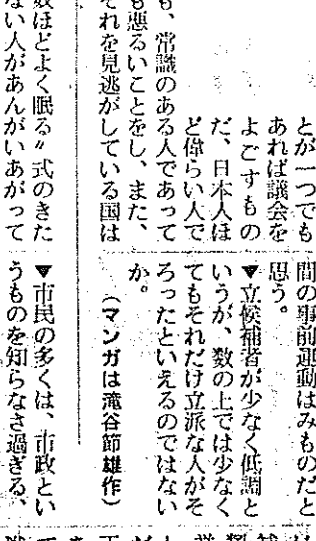 とが一つでも
あれば議会を
よごすもの
だ、日本人ほ
ど偉らい人で
も、常識のある人であって
も悪るいことをし、また、
それを見逃がしている国は
数ほどよく眠る〃式のきた
ない人があんがいあがって
間の事前運動はみものだと
思う。
▼立候補者が少なく低調と
いうが、数の上では少なく
てもそれだけ立派な人がそ
ろったといえるのではない
か。
（マンガは滝谷節雄作）
▼市民の多くは、市政とい
うものを知らなさ過ぎる、